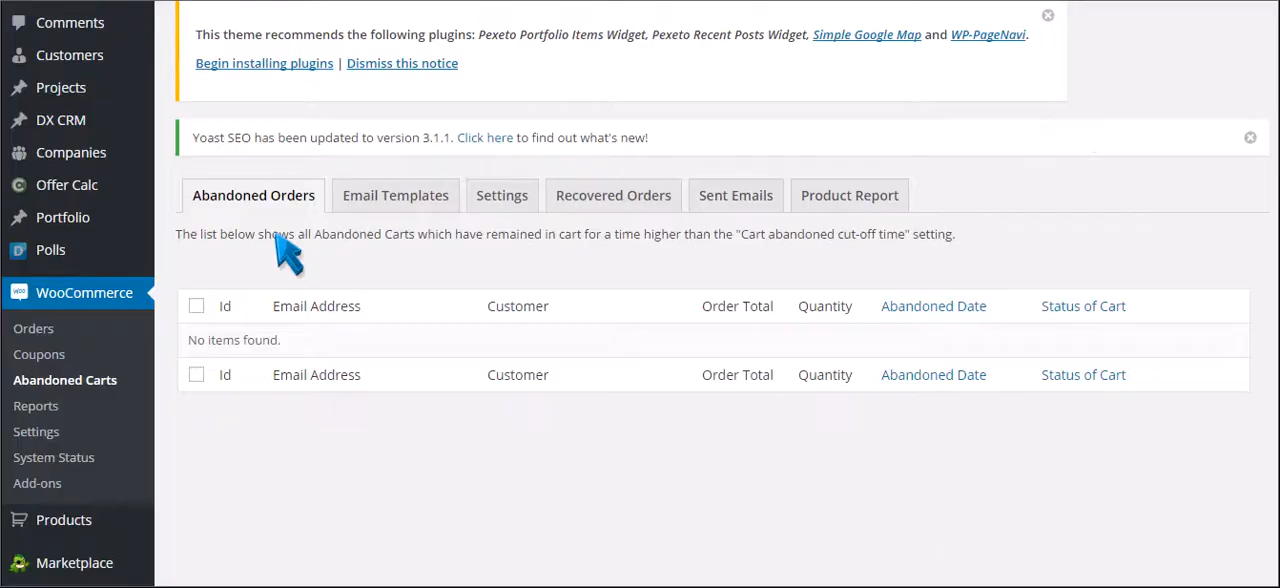 Comments
Customers
Projects
DX CRM
Companies
Offer Calc
Portfolio
Polls
WooCommerce
Orders
Coupons
Abandoned Carts
Reports
Settings
System Status
Add-ons
Products
Marketplace
This theme recommends the following plugins: Pexeto Portfolio Items Widget, Pexeto Recent Posts Widget, Simple Google Map and WP-PageNavi.
Begin installing plugins | Dismiss this notice
Yoast SEO has been updated to version 3.1.1. Click here to find out what's new!
Abandoned Orders Email Templates Settings Recovered Orders Sent Emails Product Report
The list below shows all Abandoned Carts which have remained in cart for a time higher than the "Cart abandoned cut-off time" setting.
Id Email Address Customer Order Total Quantity Abandoned Date Status of Cart
No items found.
Id Email Address Customer Order Total Quantity Abandoned Date Status of Cart